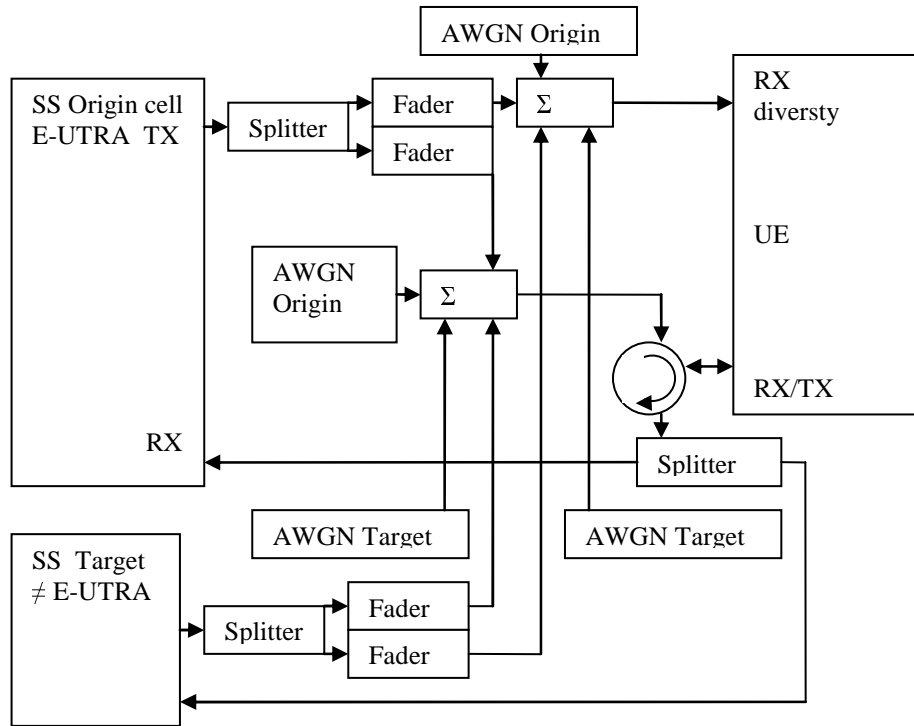 AWGN Origin
SS Origin cell
E-UTRA TX
Splitter
Fader
Fader
Σ
RX
diversty
UE
AWGN
Origin
Σ
RX/TX
RX
Splitter
AWGN Target
AWGN Target
SS Target
≠ E-UTRA
Splitter
Fader
Fader